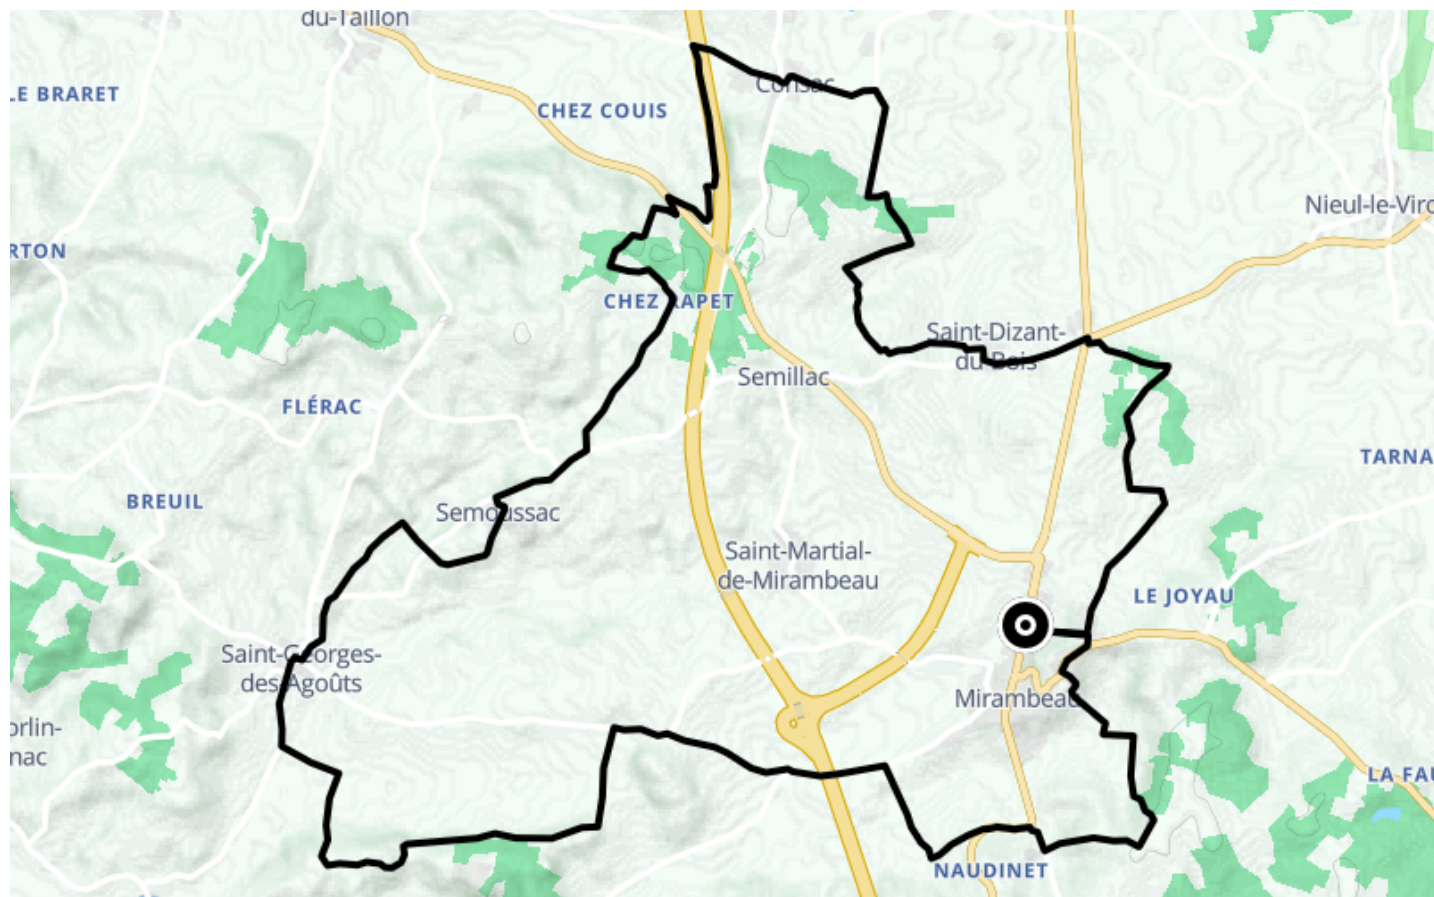 du-Taillon
LE BRARET
CHEZ COUIS
Consac
Nieul-le-Viro
RTON
CHEZ RAPET
Saint-Dizant-
du-Bois
Semillac
FLÉRAC
TARNA
BREUIL
Semoussac
Saint-Martial-
de-Mirambeau
LE JOYAU
Saint-Georges-
des-Agoûts
Mirambeau
orlin-
nac
LA FAU
NAUDINET